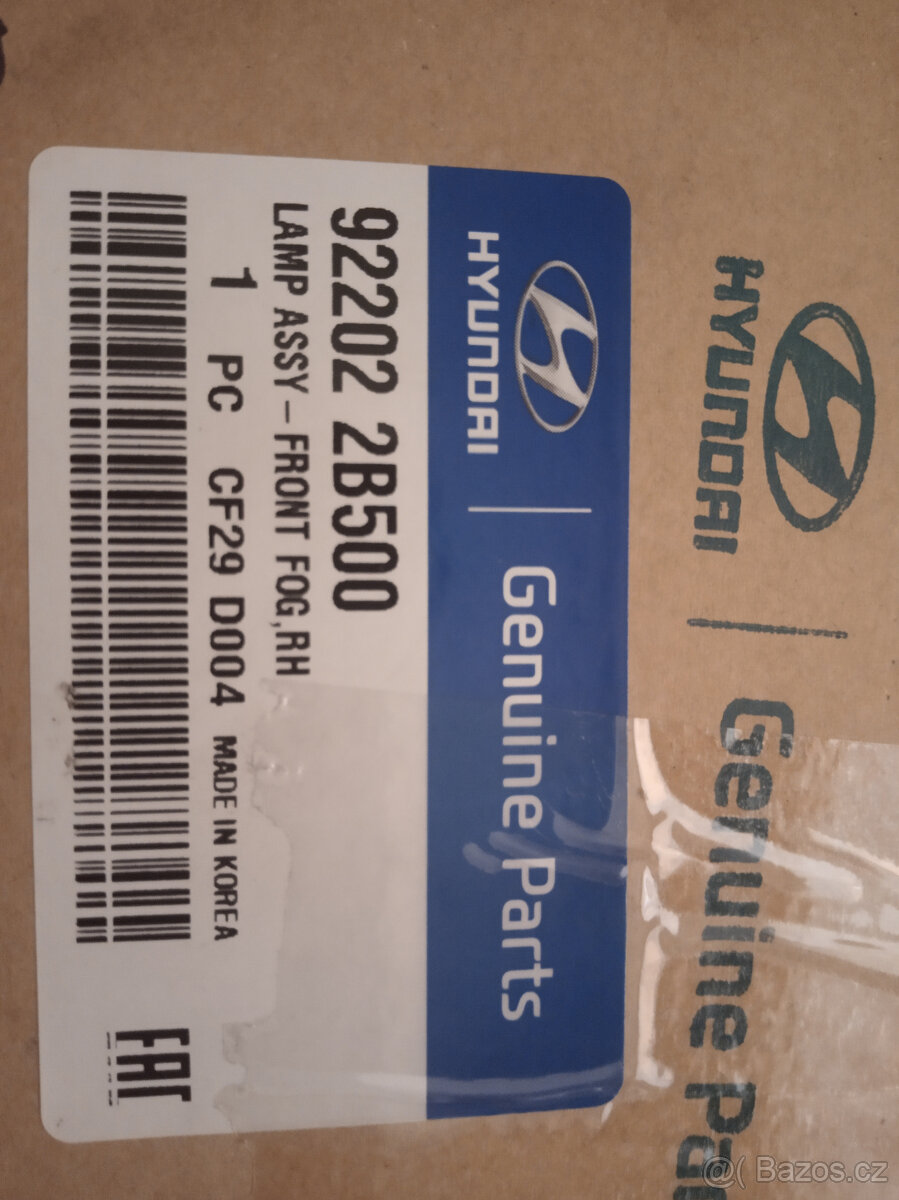 HYUNDAI | Genuine Parts
92202 2B500
LAMP ASSY-FRONT FOG,RH
1 PC CF29 D004 MADE IN KOREA
EAC
HYUNDAI | Genuine Pa
@( Bazos.cz